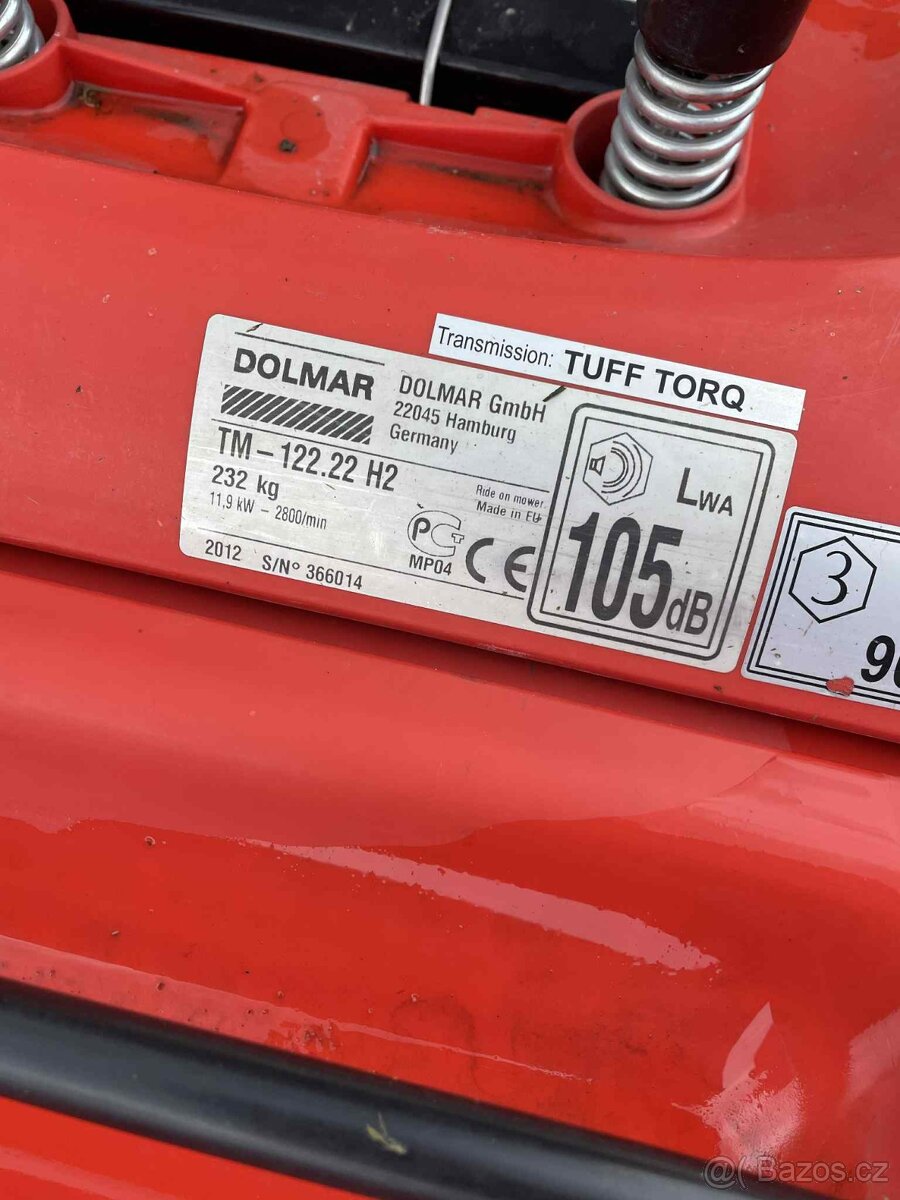 Transmission: TUFF TORQ
DOLMAR
DOLMAR GmbH
22045 Hamburg
Germany
TM-122.22 H2
232 kg
11,9 kW - 2800/min
Ride on mower
Made in EU
2012 S/N° 366014
MP04
CE
LWA
105dB
3
@( Bazos.cz